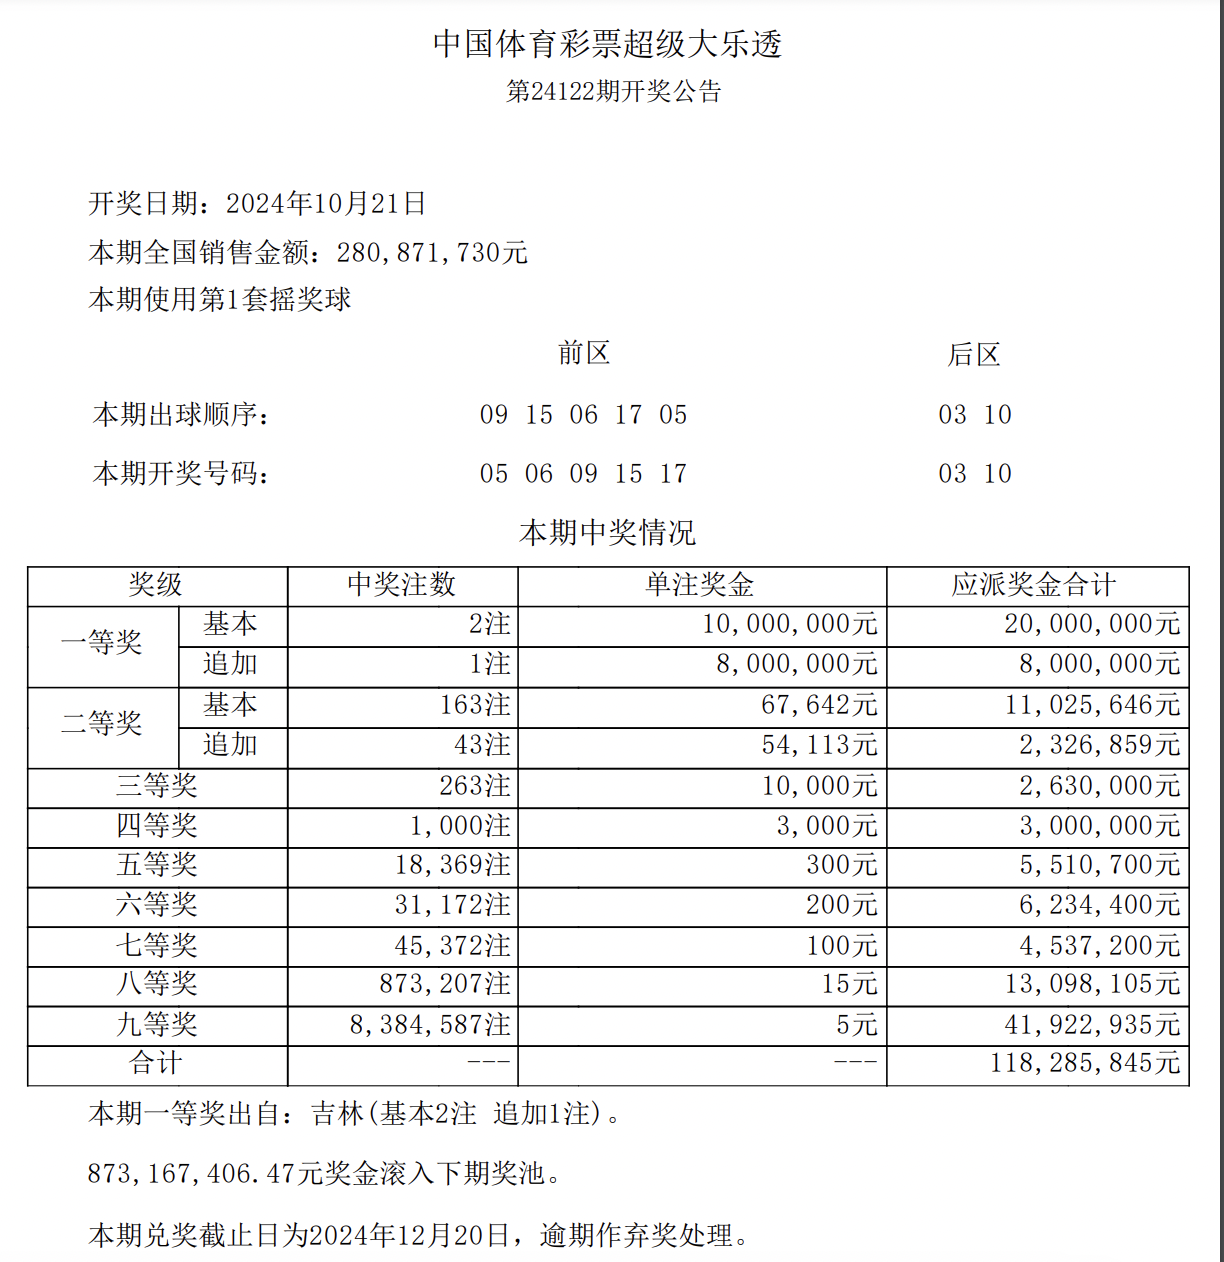 中国体育彩票超级大乐透
第24122期开奖公告
开奖日期：2024年10月21日
本期全国销售金额：280,871,730元
本期使用第1套摇奖球
前区 后区
本期出球顺序： 09 15 06 17 05 03 10
本期开奖号码： 05 06 09 15 17 03 10
本期中奖情况
奖级 中奖注数 单注奖金 应派奖金合计
一等奖 基本 2注 10,000,000元 20,000,000元
追加 1注 8,000,000元 8,000,000元
二等奖 基本 163注 67,642元 11,025,646元
追加 43注 54,113元 2,326,859元
三等奖 263注 10,000元 2,630,000元
四等奖 1,000注 3,000元 3,000,000元
五等奖 18,369注 300元 5,510,700元
六等奖 31,172注 200元 6,234,400元
七等奖 45,372注 100元 4,537,200元
八等奖 873,207注 15元 13,098,105元
九等奖 8,384,587注 5元 41,922,935元
合计 --- --- 118,285,845元
本期一等奖出自：吉林(基本2注 追加1注)。
873,167,406.47元奖金滚入下期奖池。
本期兑奖截止日为2024年12月20日，逾期作弃奖处理。